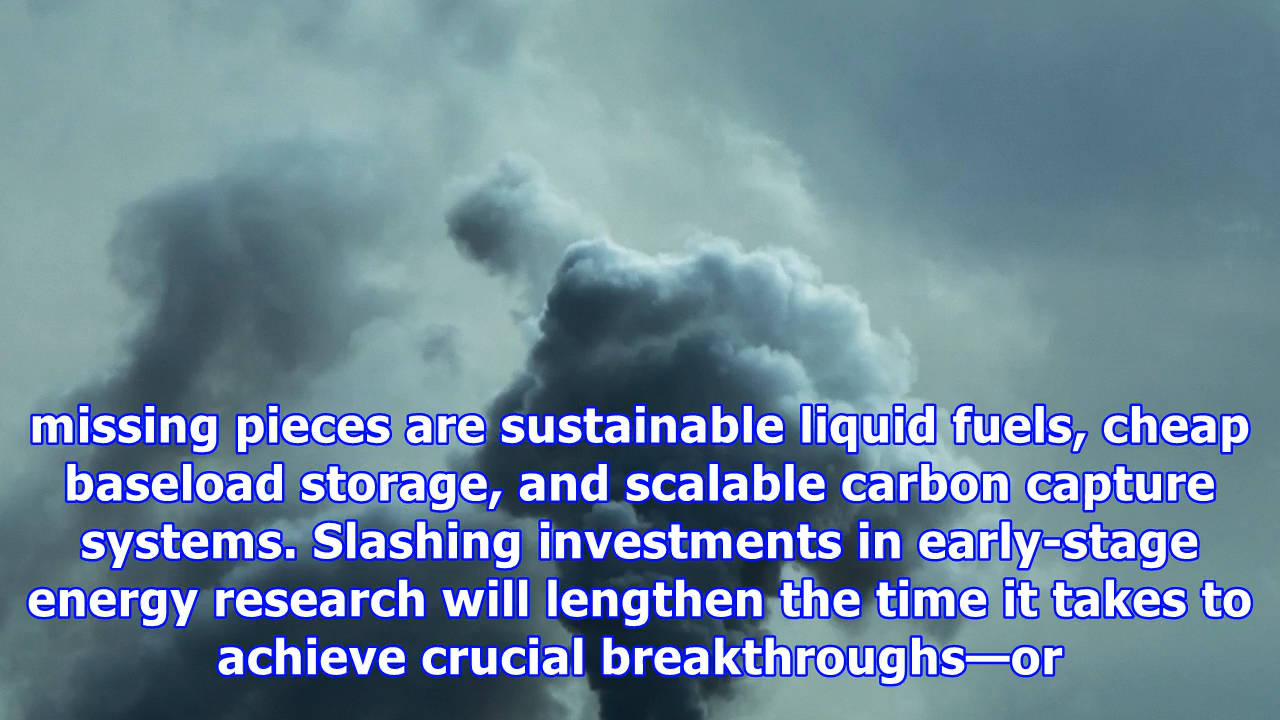 missing pieces are sustainable liquid fuels, cheap
baseload storage, and scalable carbon capture
systems. Slashing investments in early-stage
energy research will lengthen the time it takes to
achieve crucial breakthroughs—or